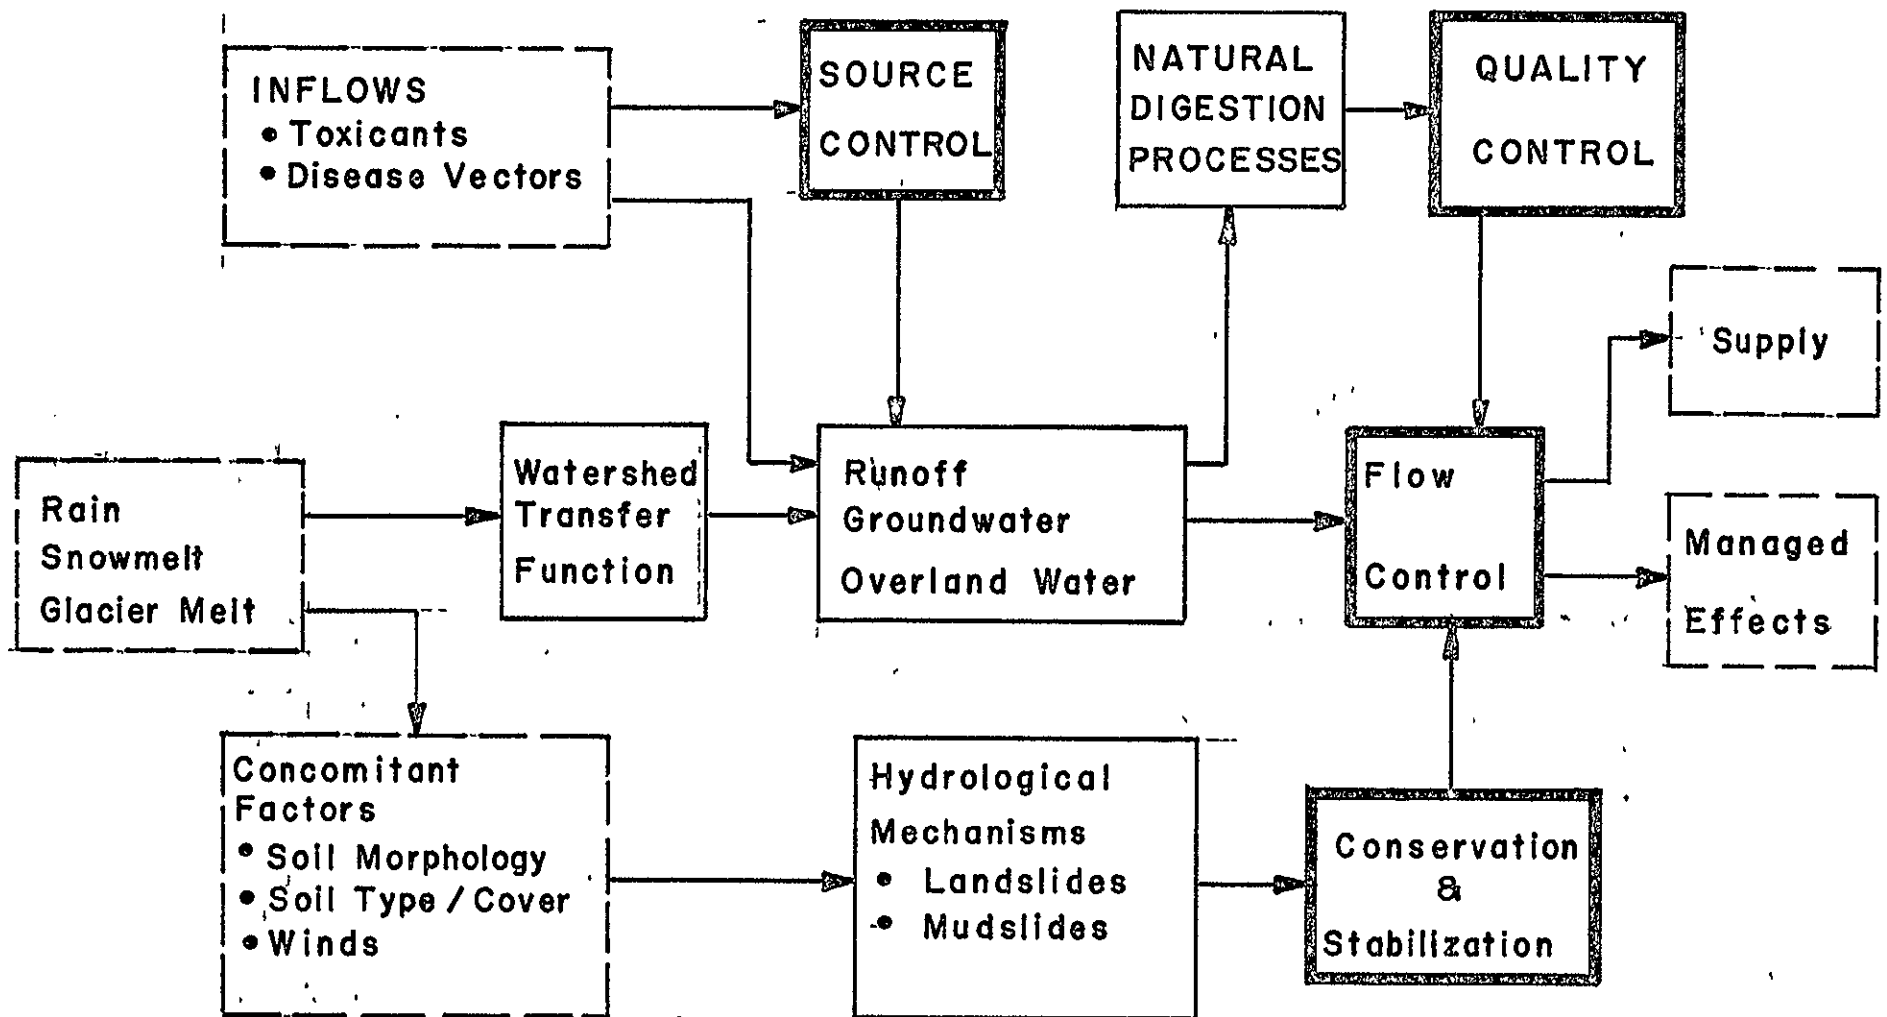 INFLOWS
• Toxicants
• Disease Vectors
SOURCE
CONTROL
NATURAL
DIGESTION
PROCESSES
QUALITY
CONTROL
Supply
Rain
Snowmelt
Glacier Melt
Watershed
Transfer
Function
Runoff
Groundwater
Overland Water
Flow
Control
Managed
Effects
Concomitant
Factors
• Soil Morphology
• Soil Type / Cover
• Winds
Hydrological
Mechanisms
• Landslides
• Mudslides
Conservation
&
Stabilization